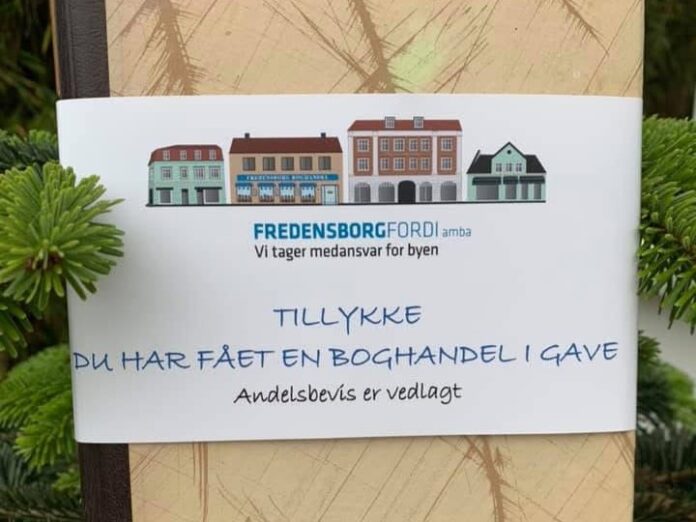 FREDENSBORG BOGHANDEL
FREDENSBORGFORDI amba
Vi tager medansvar for byen
TILLYKKE
DU HAR FÅET EN BOGHANDEL I GAVE
Andelsbevis er vedlagt